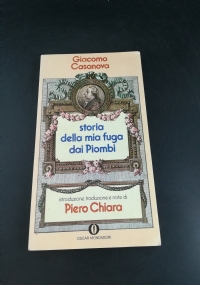 Giacomo
Casanova
storia
della mia fuga
dai Piombi
introduzione, traduzione e note di
Piero Chiara
OSCAR MONDADORI